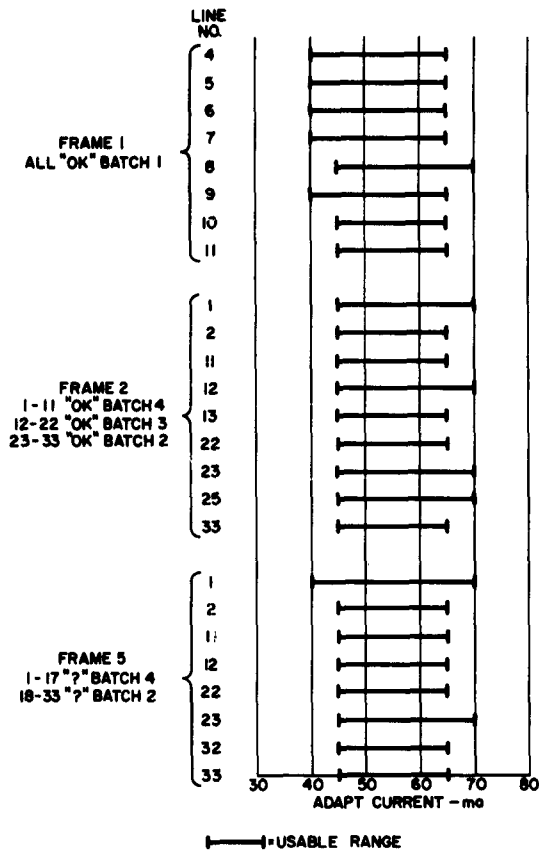 LINE
NO.
4
5
6
7
FRAME 1
ALL "OK" BATCH 1
8
9
10
11
1
2
11
12
FRAME 2
1-11 "OK" BATCH 4
12-22 "OK" BATCH 3
23-33 "OK" BATCH 2
13
22
23
25
33
1
2
11
12
FRAME 5
1-17 "?" BATCH 4
18-33 "?" BATCH 2
22
23
32
33
30 40 50 60 70 80
ADAPT CURRENT - ma
= USABLE RANGE